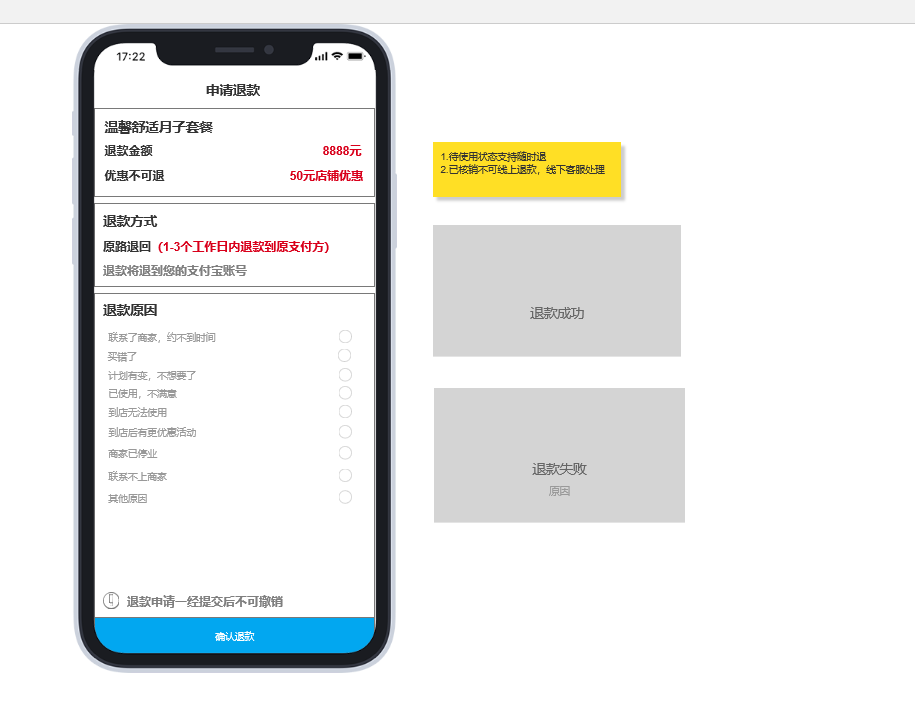 17:22
申请退款
温馨舒适月子套餐
退款金额 8888元
优惠不可退 50元店铺优惠
退款方式
原路退回（1-3个工作日内退款到原支付方）
退款将退到您的支付宝账号
退款原因
联系了商家，约不到时间
买错了
计划有变，不想要了
已使用，不满意
到店无法使用
到店后有更优惠活动
商家已停业
联系不上商家
其他原因
退款申请一经提交后不可撤销
确认退款
1.待使用状态支持随时退
2.已核销不可线上退款，线下客服处理
退款成功
退款失败
原因